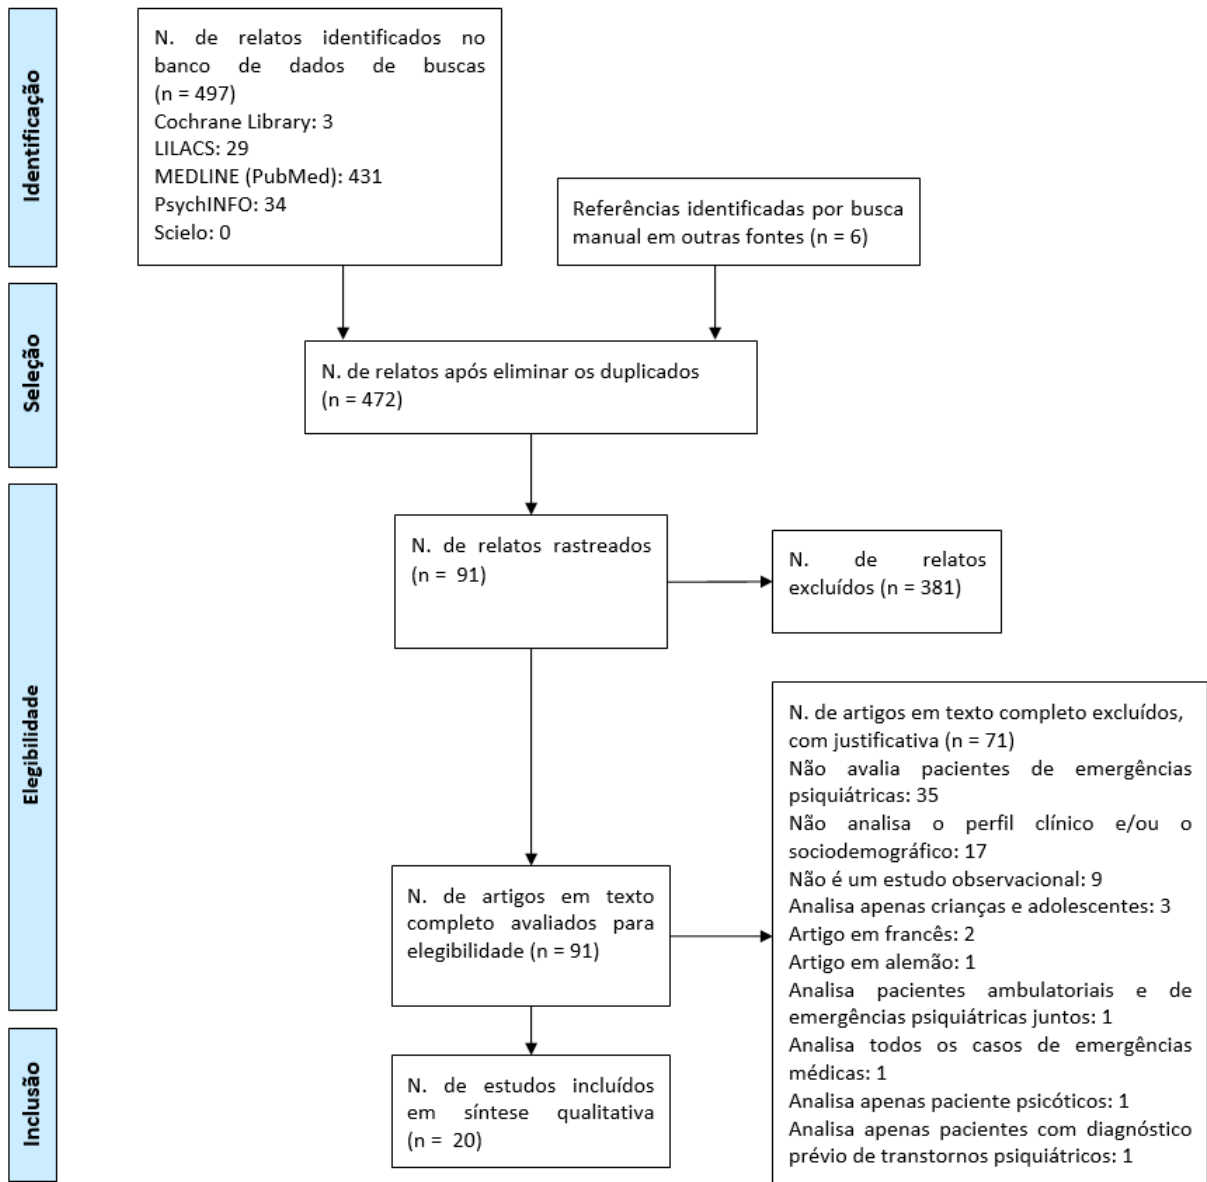 Identificação
N. de relatos identificados no
banco de dados de buscas
(n = 497)
Cochrane Library: 3
LILACS: 29
MEDLINE (PubMed): 431
PsychINFO: 34
Scielo: 0
Referências identificadas por busca
manual em outras fontes (n = 6)
Seleção
N. de relatos após eliminar os duplicados
(n = 472)
Elegibilidade
N. de relatos rastreados
(n = 91)
N. de relatos
excluídos (n = 381)
N. de artigos em texto
completo avaliados para
elegibilidade (n = 91)
N. de artigos em texto completo excluídos,
com justificativa (n = 71)
Não avalia pacientes de emergências
psiquiátricas: 35
Não analisa o perfil clínico e/ou o
sociodemográfico: 17
Não é um estudo observacional: 9
Analisa apenas crianças e adolescentes: 3
Artigo em francês: 2
Artigo em alemão: 1
Analisa pacientes ambulatoriais e de
emergências psiquiátricas juntos: 1
Analisa todos os casos de emergências
médicas: 1
Analisa apenas paciente psicóticos: 1
Analisa apenas pacientes com diagnóstico
prévio de transtornos psiquiátricos: 1
Inclusão
N. de estudos incluídos
em síntese qualitativa
(n = 20)